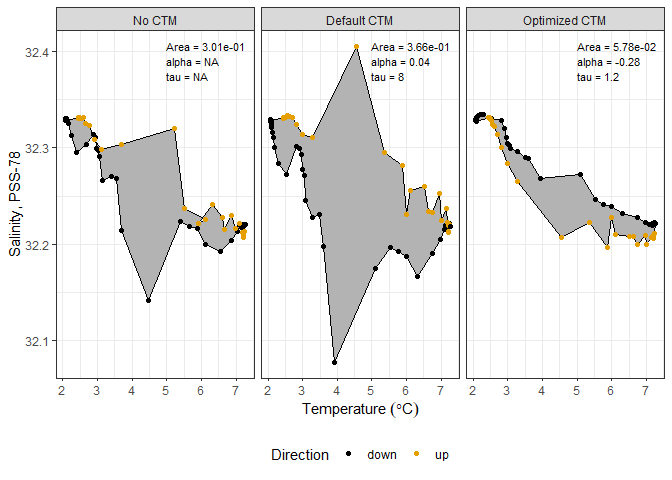 No CTM Default CTM Optimized CTM
Area = 3.01e-01 Area = 3.66e-01 Area = 5.78e-02
alpha = NA alpha = 0.04 alpha = -0.28
tau = NA tau = 8 tau = 1.2
32.4
32.3
32.2
32.1
Salinity, PSS-78
2 3 4 5 6 7 2 3 4 5 6 7 2 3 4 5 6 7
Temperature (°C)
Direction down up